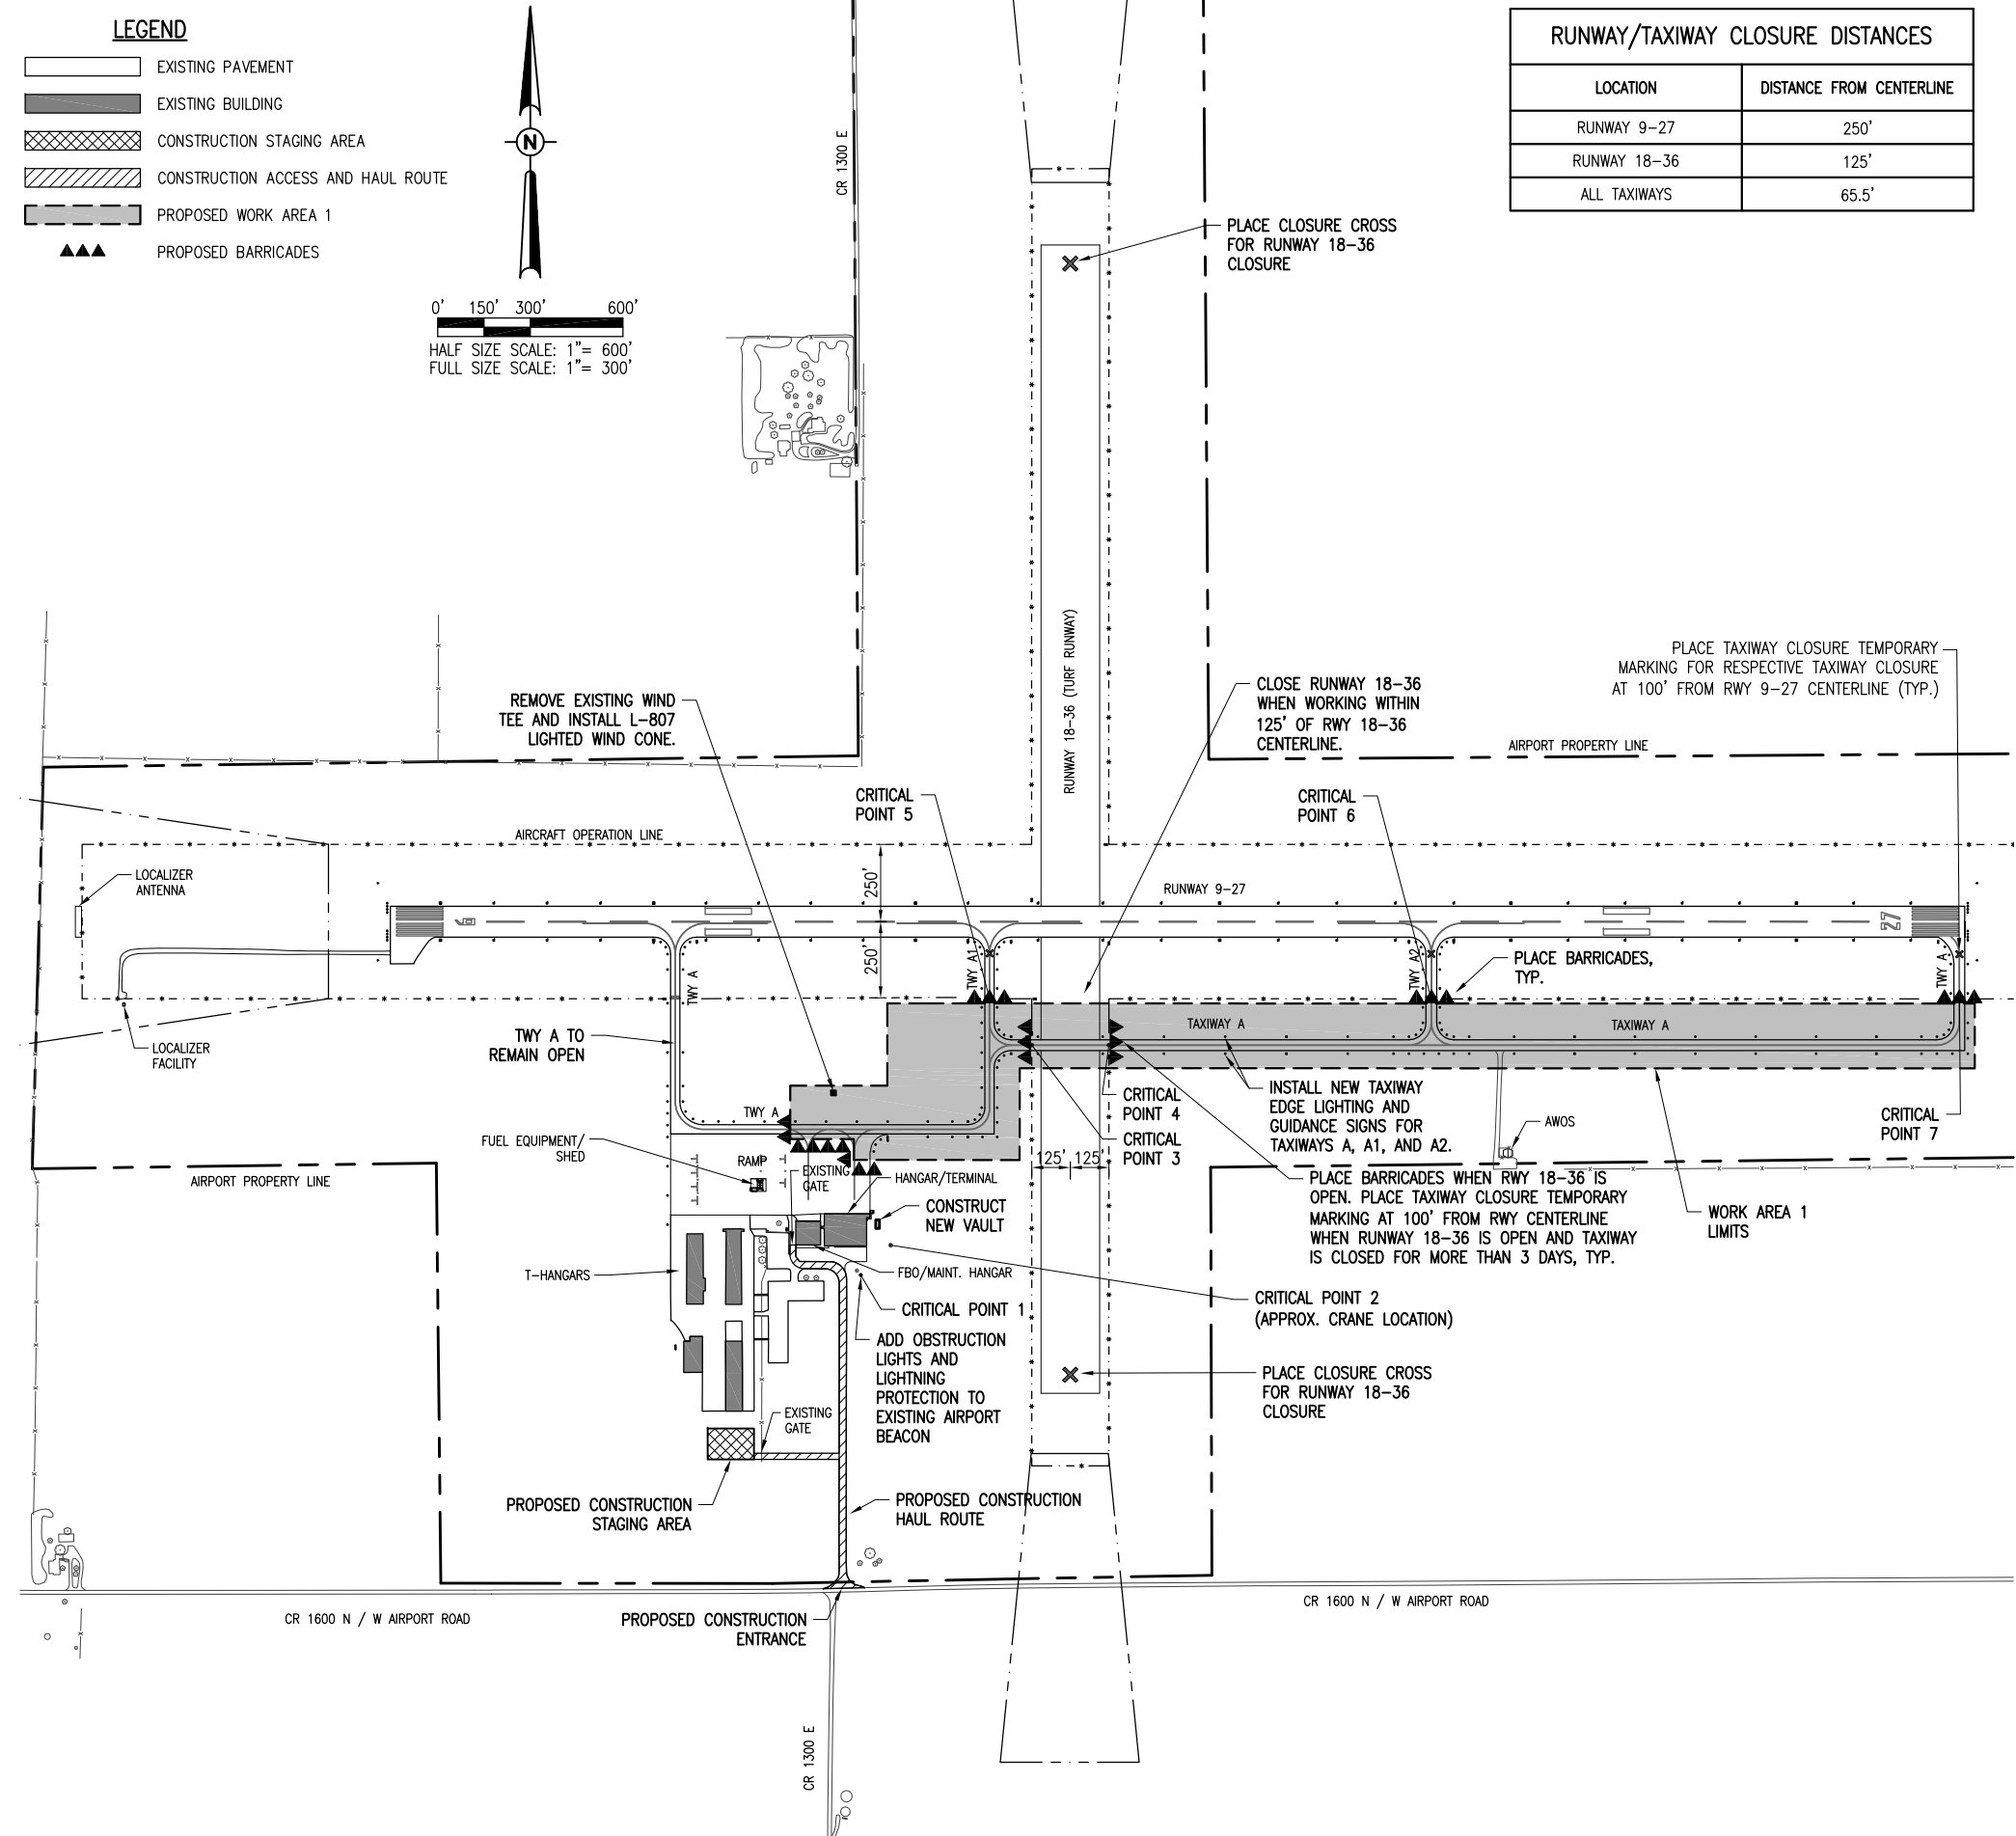 LEGEND
EXISTING PAVEMENT
EXISTING BUILDING
CONSTRUCTION STAGING AREA
CONSTRUCTION ACCESS AND HAUL ROUTE
PROPOSED WORK AREA 1
PROPOSED BARRICADES
N
0' 150' 300' 600'
HALF SIZE SCALE: 1"= 600'
FULL SIZE SCALE: 1"= 300'
CR 1300 E
RUNWAY/TAXIWAY CLOSURE DISTANCES
LOCATION DISTANCE FROM CENTERLINE
RUNWAY 9-27 250'
RUNWAY 18-36 125'
ALL TAXIWAYS 65.5'
PLACE CLOSURE CROSS
FOR RUNWAY 18-36
CLOSURE
RUNWAY 18-36 (TURF RUNWAY)
REMOVE EXISTING WIND
TEE AND INSTALL L-807
LIGHTED WIND CONE.
CLOSE RUNWAY 18-36
WHEN WORKING WITHIN
125' OF RWY 18-36
CENTERLINE.
PLACE TAXIWAY CLOSURE TEMPORARY
MARKING FOR RESPECTIVE TAXIWAY CLOSURE
AT 100' FROM RWY 9-27 CENTERLINE (TYP.)
AIRPORT PROPERTY LINE
CRITICAL
POINT 5
CRITICAL
POINT 6
AIRCRAFT OPERATION LINE
LOCALIZER
ANTENNA
250'
250'
RUNWAY 9-27
9
27
TWY A
TWY A1
TWY A2
TWY A
PLACE BARRICADES,
TYP.
LOCALIZER
FACILITY
TWY A TO
REMAIN OPEN
TAXIWAY A
TAXIWAY A
TWY A
FUEL EQUIPMENT/
SHED
RAMP
EXISTING
GATE
HANGAR/TERMINAL
CONSTRUCT
NEW VAULT
125' 125'
CRITICAL
POINT 4
CRITICAL
POINT 3
INSTALL NEW TAXIWAY
EDGE LIGHTING AND
GUIDANCE SIGNS FOR
TAXIWAYS A, A1, AND A2.
AWOS
CRITICAL
POINT 7
AIRPORT PROPERTY LINE
PLACE BARRICADES WHEN RWY 18-36 IS
OPEN. PLACE TAXIWAY CLOSURE TEMPORARY
MARKING AT 100' FROM RWY CENTERLINE
WHEN RUNWAY 18-36 IS OPEN AND TAXIWAY
IS CLOSED FOR MORE THAN 3 DAYS, TYP.
WORK AREA 1
LIMITS
T-HANGARS
FBO/MAINT. HANGAR
CRITICAL POINT 1
CRITICAL POINT 2
(APPROX. CRANE LOCATION)
ADD OBSTRUCTION
LIGHTS AND
LIGHTNING
PROTECTION TO
EXISTING AIRPORT
BEACON
PLACE CLOSURE CROSS
FOR RUNWAY 18-36
CLOSURE
EXISTING
GATE
PROPOSED CONSTRUCTION
STAGING AREA
PROPOSED CONSTRUCTION
HAUL ROUTE
CR 1600 N / W AIRPORT ROAD
PROPOSED CONSTRUCTION
ENTRANCE
CR 1600 N / W AIRPORT ROAD
CR 1300 E